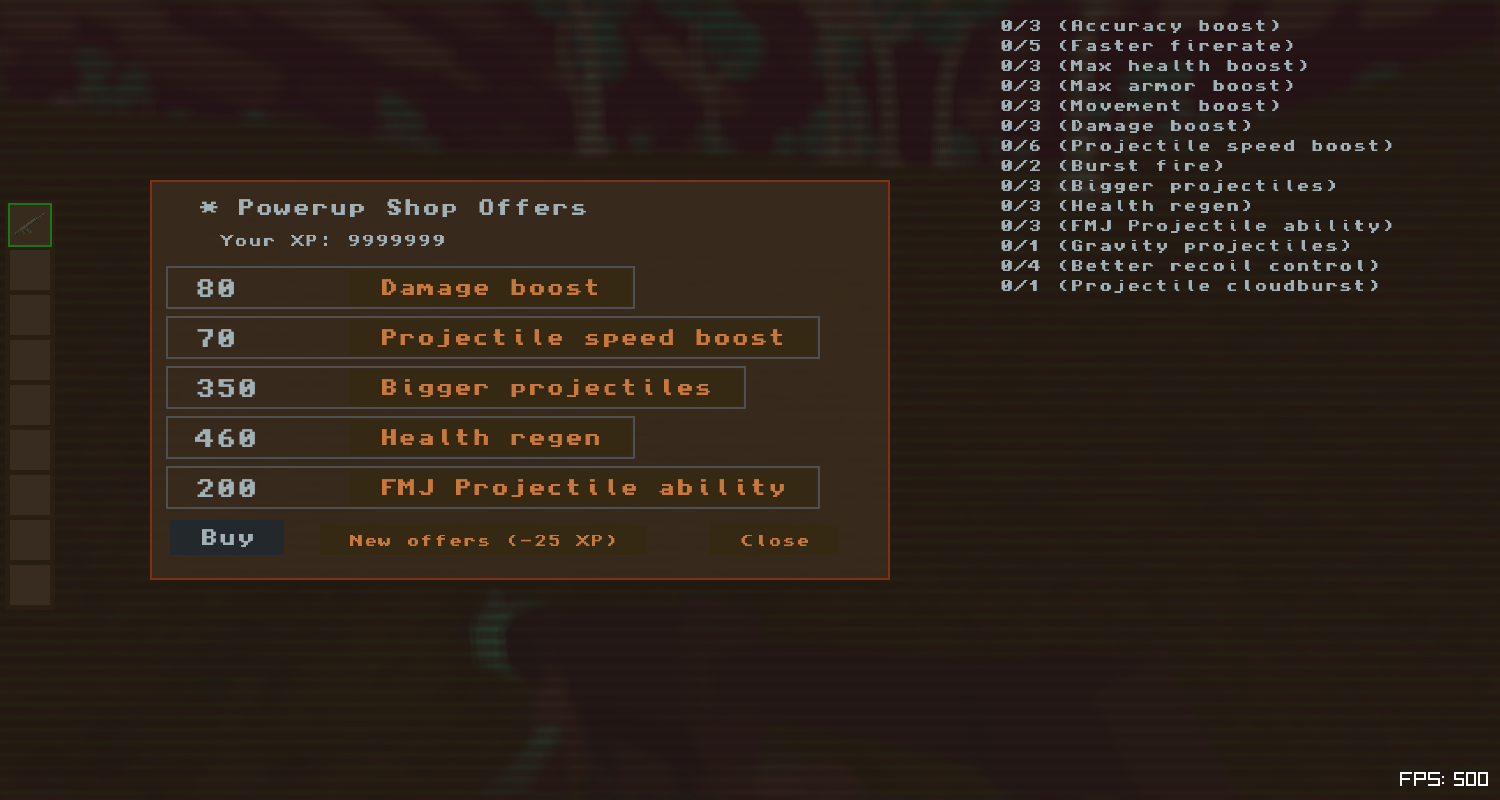 * Powerup Shop Offers
Your XP: 9999999
80 Damage boost
70 Projectile speed boost
350 Bigger projectiles
460 Health regen
200 FMJ Projectile ability
Buy New offers (-25 XP) Close
0/3 (Accuracy boost)
0/5 (Faster firerate)
0/3 (Max health boost)
0/3 (Max armor boost)
0/3 (Movement boost)
0/3 (Damage boost)
0/6 (Projectile speed boost)
0/2 (Burst fire)
0/3 (Bigger projectiles)
0/3 (Health regen)
0/3 (FMJ Projectile ability)
0/1 (Gravity projectiles)
0/4 (Better recoil control)
0/1 (Projectile cloudburst)
FPS: 500